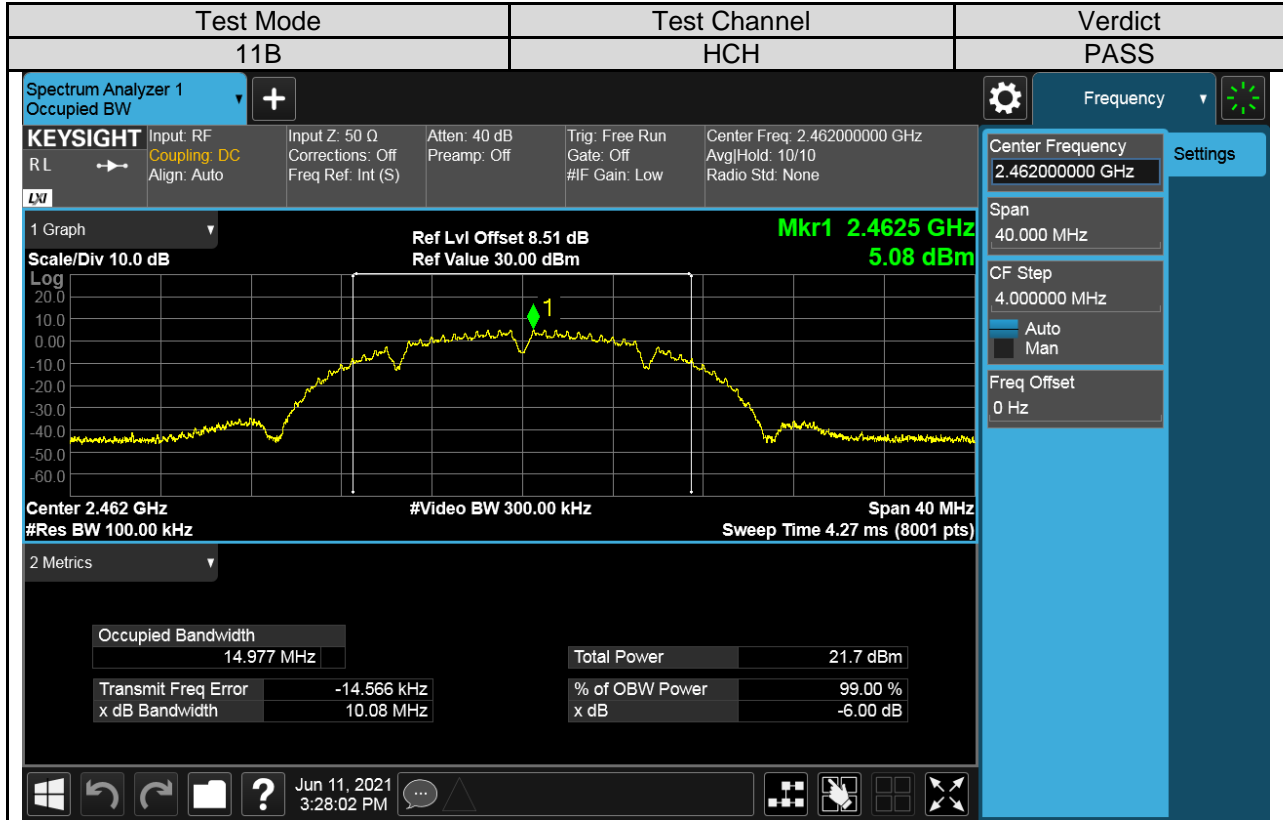 Test Mode Test Channel Verdict
11B HCH PASS
Spectrum Analyzer 1
Occupied BW
Frequency
KEYSIGHT Input: RF Input Z: 50 Ω Atten: 40 dB Trig: Free Run Center Freq: 2.462000000 GHz
RL Coupling: DC Corrections: Off Preamp: Off Gate: Off Avg|Hold: 10/10
Align: Auto Freq Ref: Int (S) #IF Gain: Low Radio Std: None
LXI
Center Frequency
2.462000000 GHz
Settings
Span
40.000 MHz
CF Step
4.000000 MHz
Auto
Man
Freq Offset
0 Hz
1 Graph
Ref Lvl Offset 8.51 dB
Mkr1 2.4625 GHz
Scale/Div 10.0 dB
Ref Value 30.00 dBm
5.08 dBm
Log
20.0
10.0
0.00
-10.0
-20.0
-30.0
-40.0
-50.0
-60.0
1
Center 2.462 GHz #Video BW 300.00 kHz Span 40 MHz
#Res BW 100.00 kHz Sweep Time 4.27 ms (8001 pts)
2 Metrics
Occupied Bandwidth
14.977 MHz
Total Power 21.7 dBm
Transmit Freq Error -14.566 kHz % of OBW Power 99.00 %
x dB Bandwidth 10.08 MHz x dB -6.00 dB
?
Jun 11, 2021
3:28:02 PM